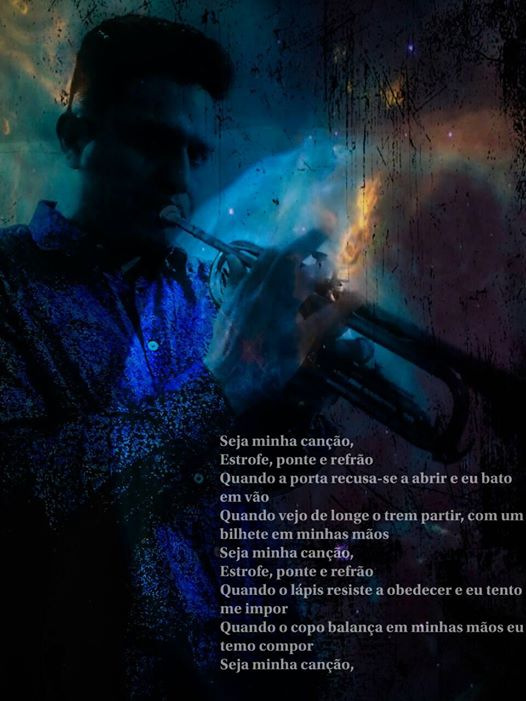 Seja minha canção,
Estrofe, ponte e refrão
Quando a porta recusa-se a abrir e eu bato
em vão
Quando vejo de longe o trem partir, com um
bilhete em minhas mãos
Seja minha canção,
Estrofe, ponte e refrão
Quando o lápis resiste a obedecer e eu tento
me impor
Quando o copo balança em minhas mãos eu
temo compor
Seja minha canção,